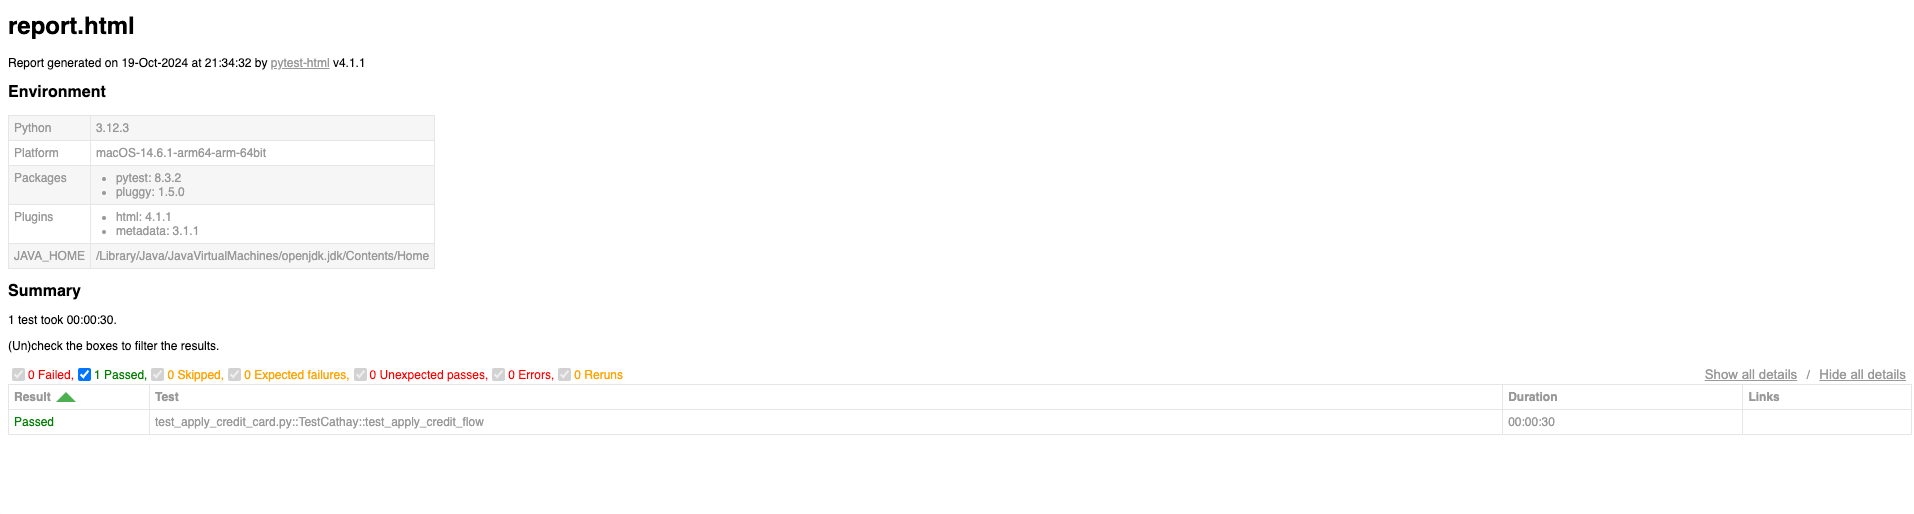 report.html
Report generated on 19-Oct-2024 at 21:34:32 by pytest-html v4.1.1
Environment
Python 3.12.3
Platform macOS-14.6.1-arm64-arm-64bit
Packages • pytest: 8.3.2
• pluggy: 1.5.0
Plugins • html: 4.1.1
• metadata: 3.1.1
JAVA_HOME /Library/Java/JavaVirtualMachines/openjdk.jdk/Contents/Home
Summary
1 test took 00:00:30.
(Un)check the boxes to filter the results.
0 Failed, 1 Passed, 0 Skipped, 0 Expected failures, 0 Unexpected passes, 0 Errors, 0 Reruns Show all details / Hide all details
Result Test Duration Links
Passed test_apply_credit_card.py::TestCathay::test_apply_credit_flow 00:00:30